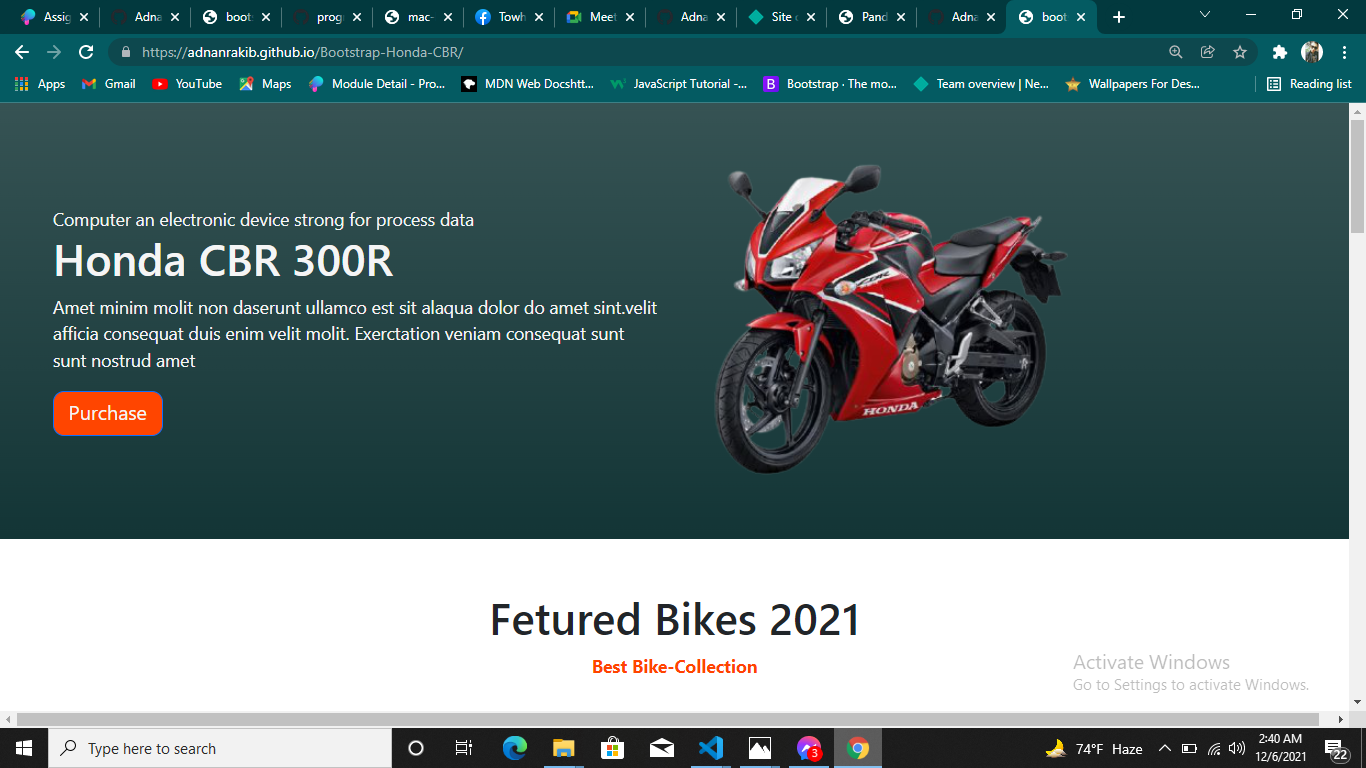 Assig
Adna
boots
progr
mac-
Towh
Meet
Adna
Site o
Pand
Adna
boot
https://adnanrakib.github.io/Bootstrap-Honda-CBR/
Apps
Gmail
YouTube
Maps
Module Detail - Pro...
MDN Web Docshtt...
JavaScript Tutorial -...
B
Bootstrap · The mo...
Team overview | Ne...
Wallpapers For Des...
Reading list
Computer an electronic device strong for process data
Honda CBR 300R
Amet minim molit non daserunt ullamco est sit alaqua dolor do amet sint.velit
afficia consequat duis enim velit molit. Exerctation veniam consequat sunt
sunt nostrud amet
Purchase
CBR
HONDA
Fetured Bikes 2021
Best Bike-Collection
Activate Windows
Go to Settings to activate Windows.
Type here to search
3
74°F Haze
2:40 AM
12/6/2021
22